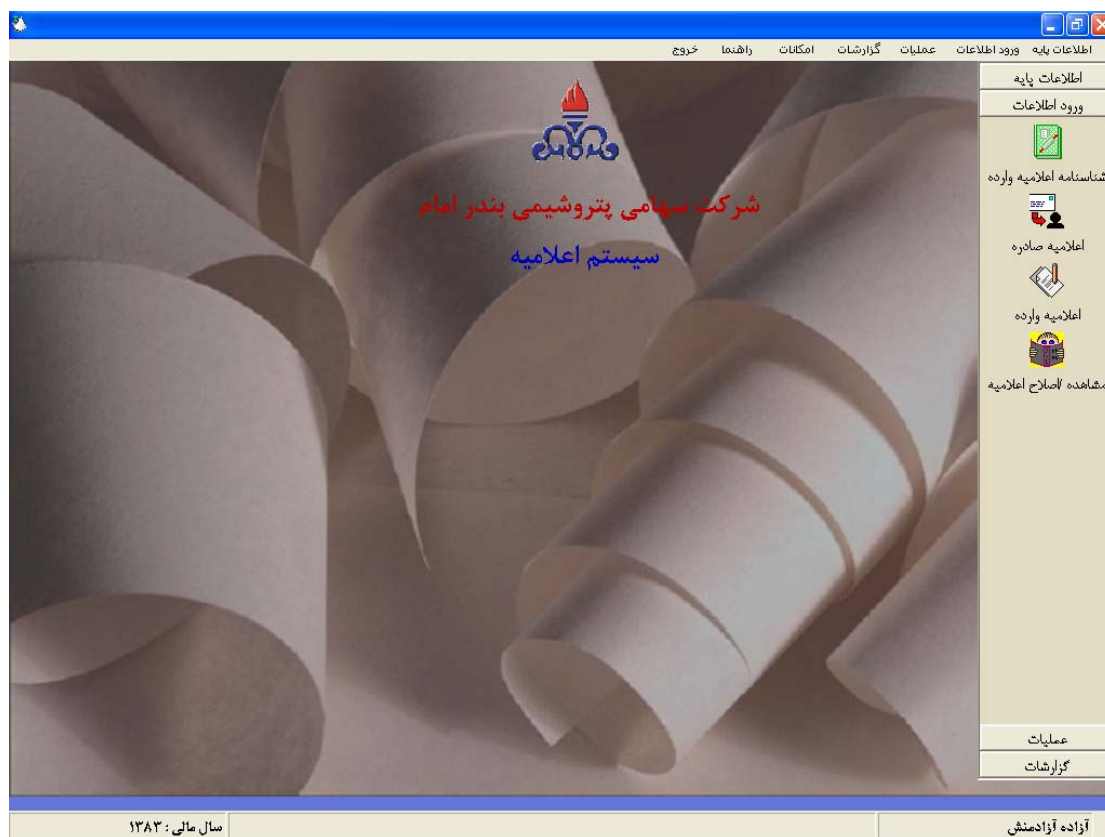 اطلاعات پایه ورود اطلاعات عملیات گزارشات امکانات راهنما خروج
اطلاعات پایه
ورود اطلاعات
شناسنامه اعلامیه وارده
اعلامیه صادره
اعلامیه وارده
مشاهده /اصلاح اعلامیه
شرکت سهامی پتروشیمی بندر امام
سیستم اعلامیه
عملیات
گزارشات
آزاده آزادمنش
سال مالی : ۱۳۸۳